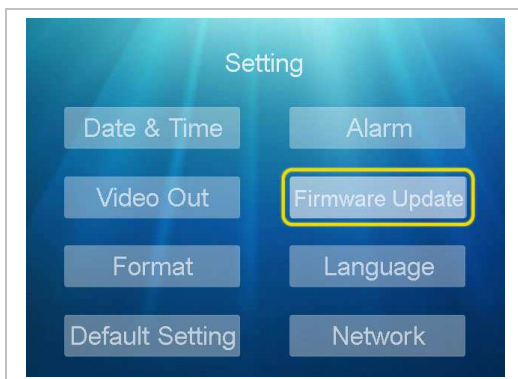 Setting
Date & Time
Alarm
Video Out
Firmware Update
Format
Language
Default Setting
Network